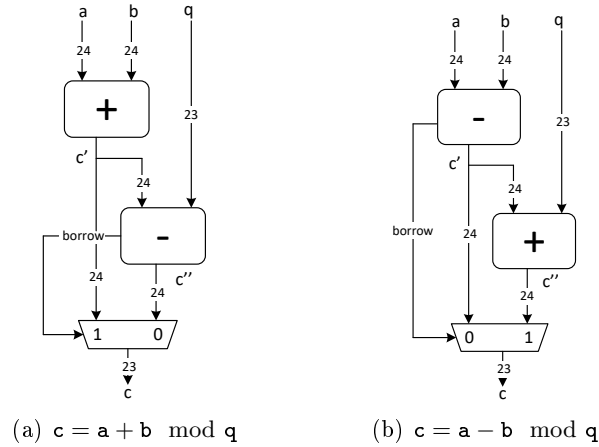 a b q
24 24
+
23
c'
24
borrow
-
24
c''
24
1 0
23
c
(a) c = a + b mod q
a b q
24 24
-
23
c'
24
borrow
24
+
c''
24
0 1
23
c
(b) c = a − b mod q